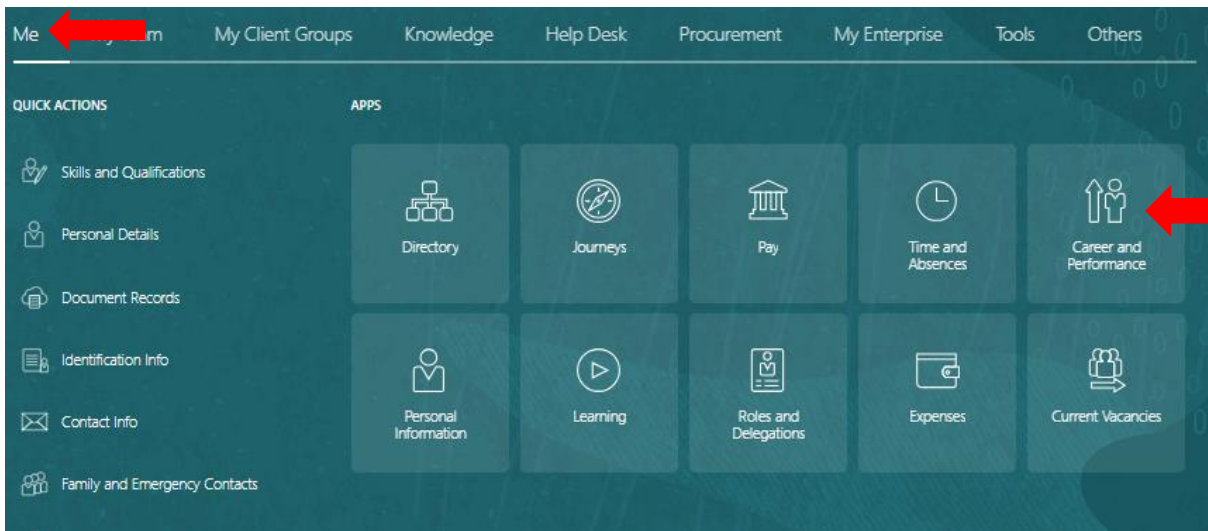 Me
My Client Groups
Knowledge
Help Desk
Procurement
My Enterprise
Tools
Others
QUICK ACTIONS
APPS
Skills and Qualifications
Personal Details
Document Records
Identification Info
Contact Info
Family and Emergency Contacts
Directory
Journeys
Pay
Time and
Absences
Career and
Performance
Personal
Information
Learning
Roles and
Delegations
Expenses
Current Vacancies